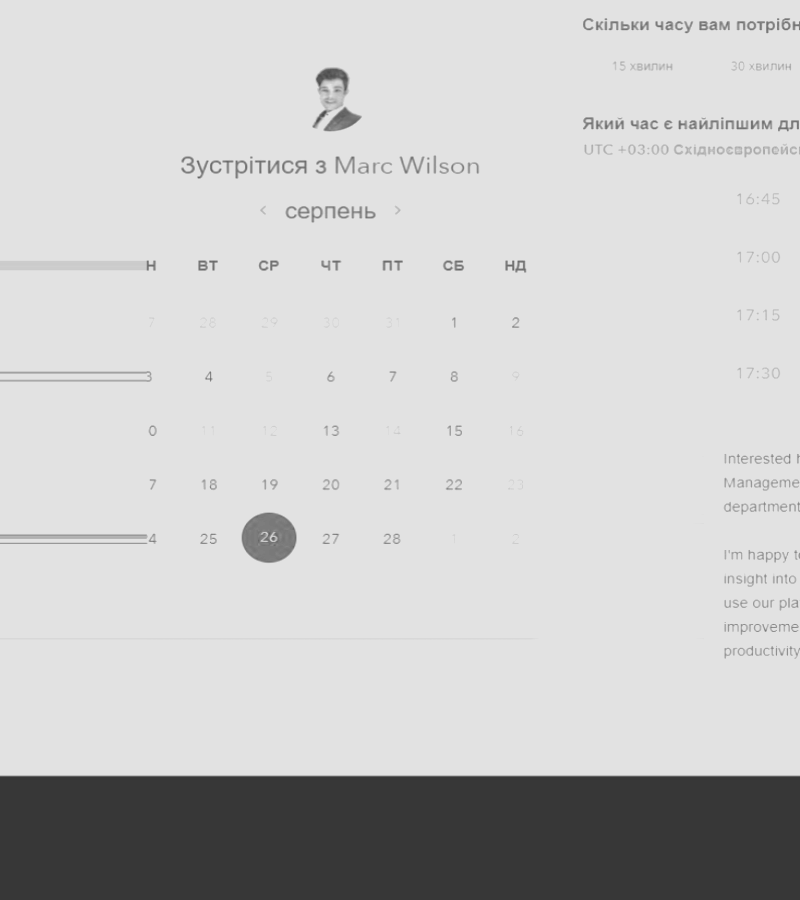 Скільки часу вам потрібн
15 хвилин 30 хвилин
Який час є найліпшим дл
UTC +03:00 Східноєвропейсь
16:45
17:00
17:15
17:30
Зустрітися з Marc Wilson
< серпень >
Н ВТ СР ЧТ ПТ СБ НД
7 28 29 30 31 1 2
3 4 5 6 7 8 9
0 11 12 13 14 15 16
7 18 19 20 21 22 23
4 25 26 27 28 1 2
Interested h
Manageme
department
I'm happy t
insight into
use our pla
improveme
productivity